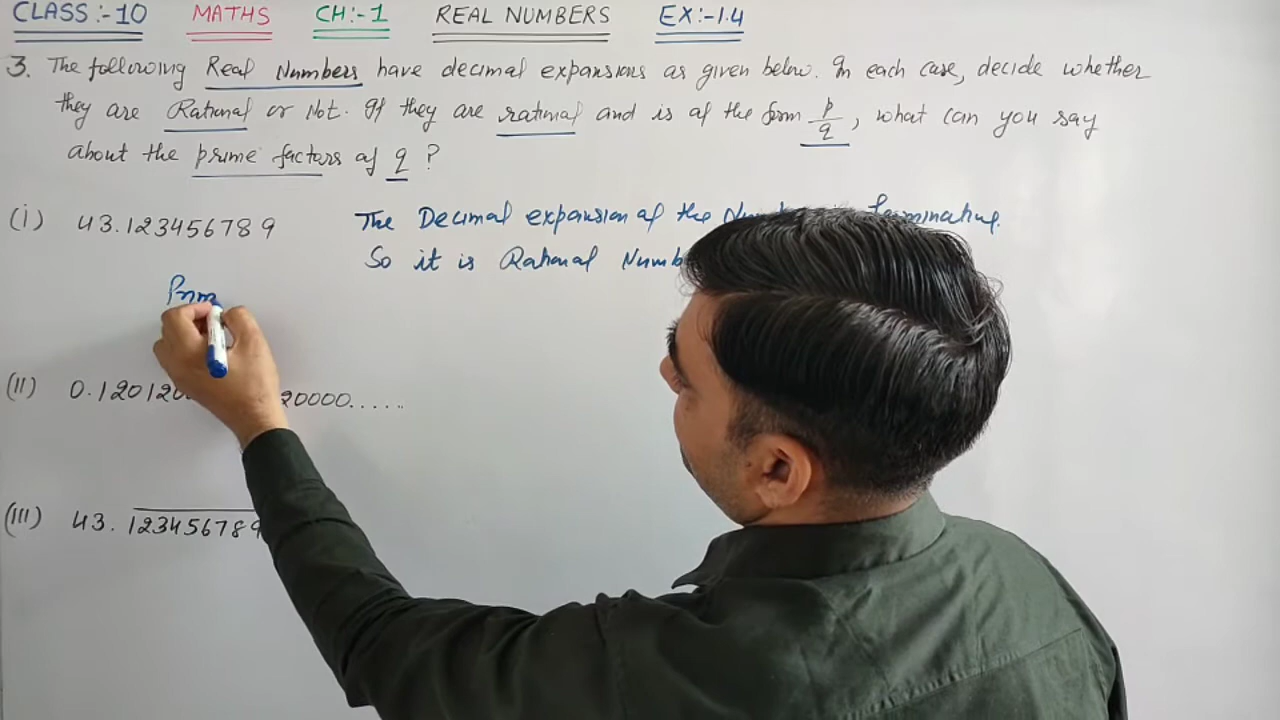 CLASS :- 10 MATHS CH:- 1 REAL NUMBERS EX:-1.4
3. The following Real Numbers have decimal expansions as given below. In each case, decide whether
they are Rational or Not. If they are rational and is of the form p/q, what can you say
about the prime factors of q ?
(i) 43.123456789 The Decimal expansion of the terminating.
So it is Rational
Prim
(II) 0.12012 20000......
(III) 43. 123456789